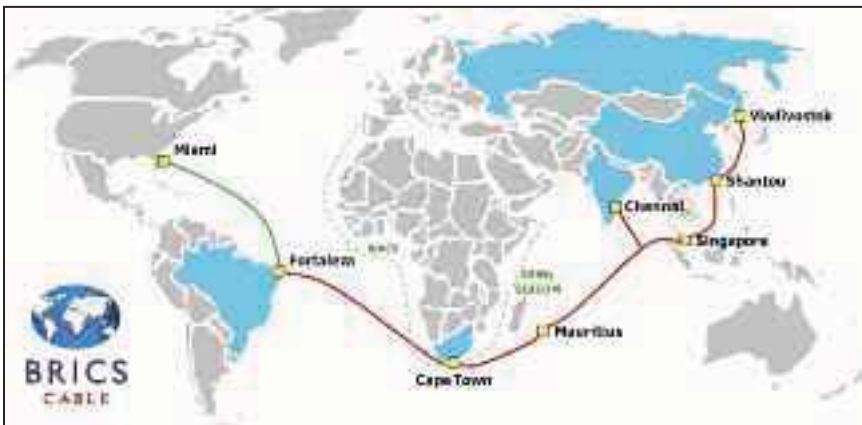 Miami
Vladivostok
Shantou
Chennai
Singapore
Fortaleza
Mauritius
Cape Town
BRICS
CABLE